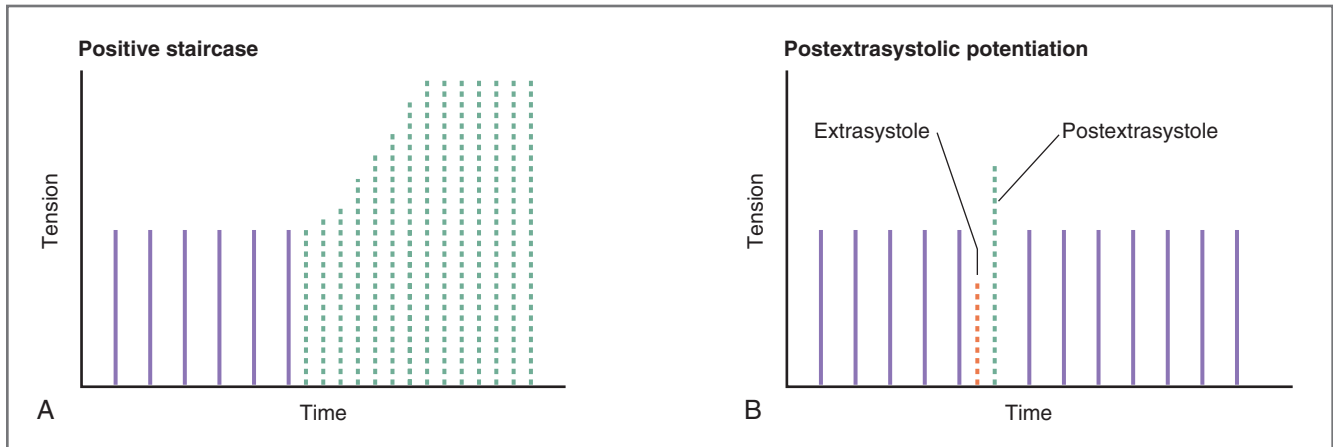 Positive staircase
Tension
Time
A
Postextrasystolic potentiation
Extrasystole
Postextrasystole
Tension
Time
B